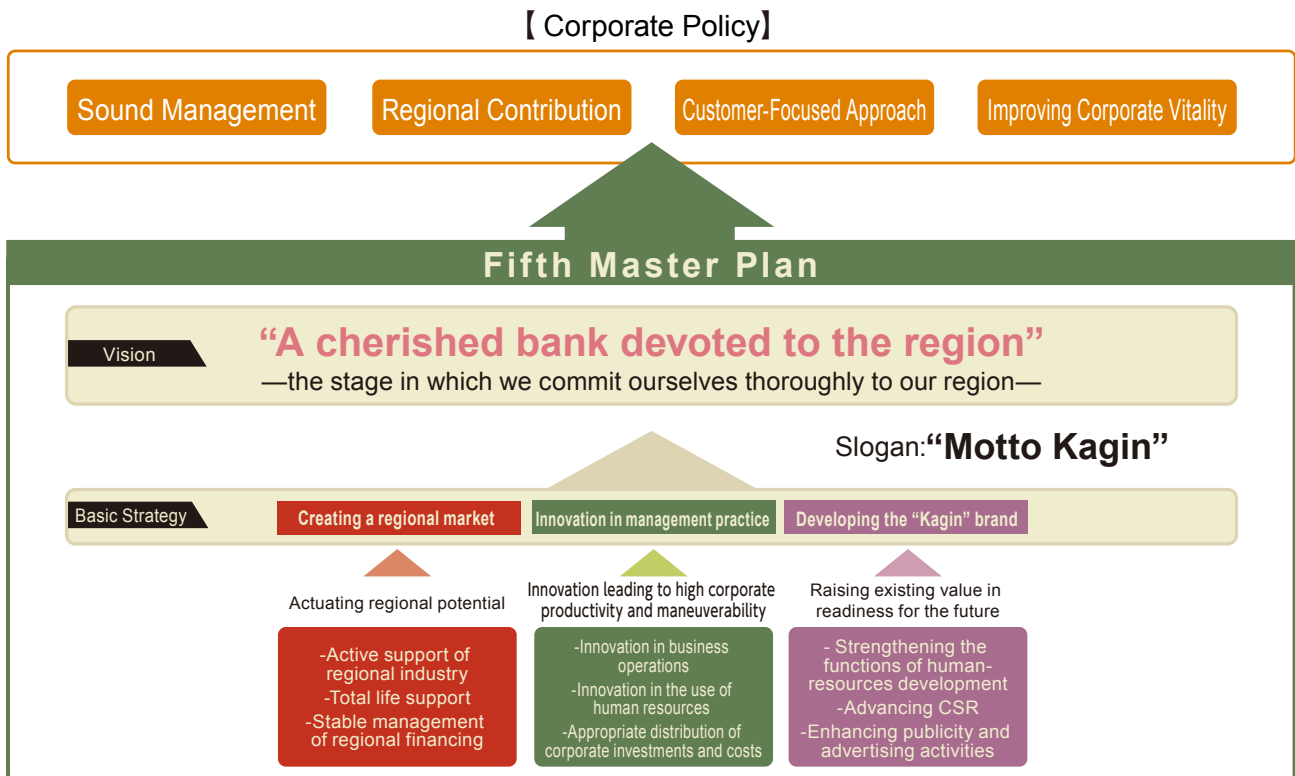 【 Corporate Policy】
Sound Management
Regional Contribution
Customer-Focused Approach
Improving Corporate Vitality
Fifth Master Plan
Vision
“A cherished bank devoted to the region”
—the stage in which we commit ourselves thoroughly to our region—
Slogan:“Motto Kagin”
Basic Strategy
Creating a regional market
Innovation in management practice
Developing the “Kagin” brand
Actuating regional potential
Innovation leading to high corporate
productivity and maneuverability
Raising existing value in
readiness for the future
-Active support of
regional industry
-Total life support
-Stable management
of regional financing
-Innovation in business
operations
-Innovation in the use of
human resources
-Appropriate distribution of
corporate investments and costs
- Strengthening the
functions of human-
resources development
-Advancing CSR
-Enhancing publicity and
advertising activities